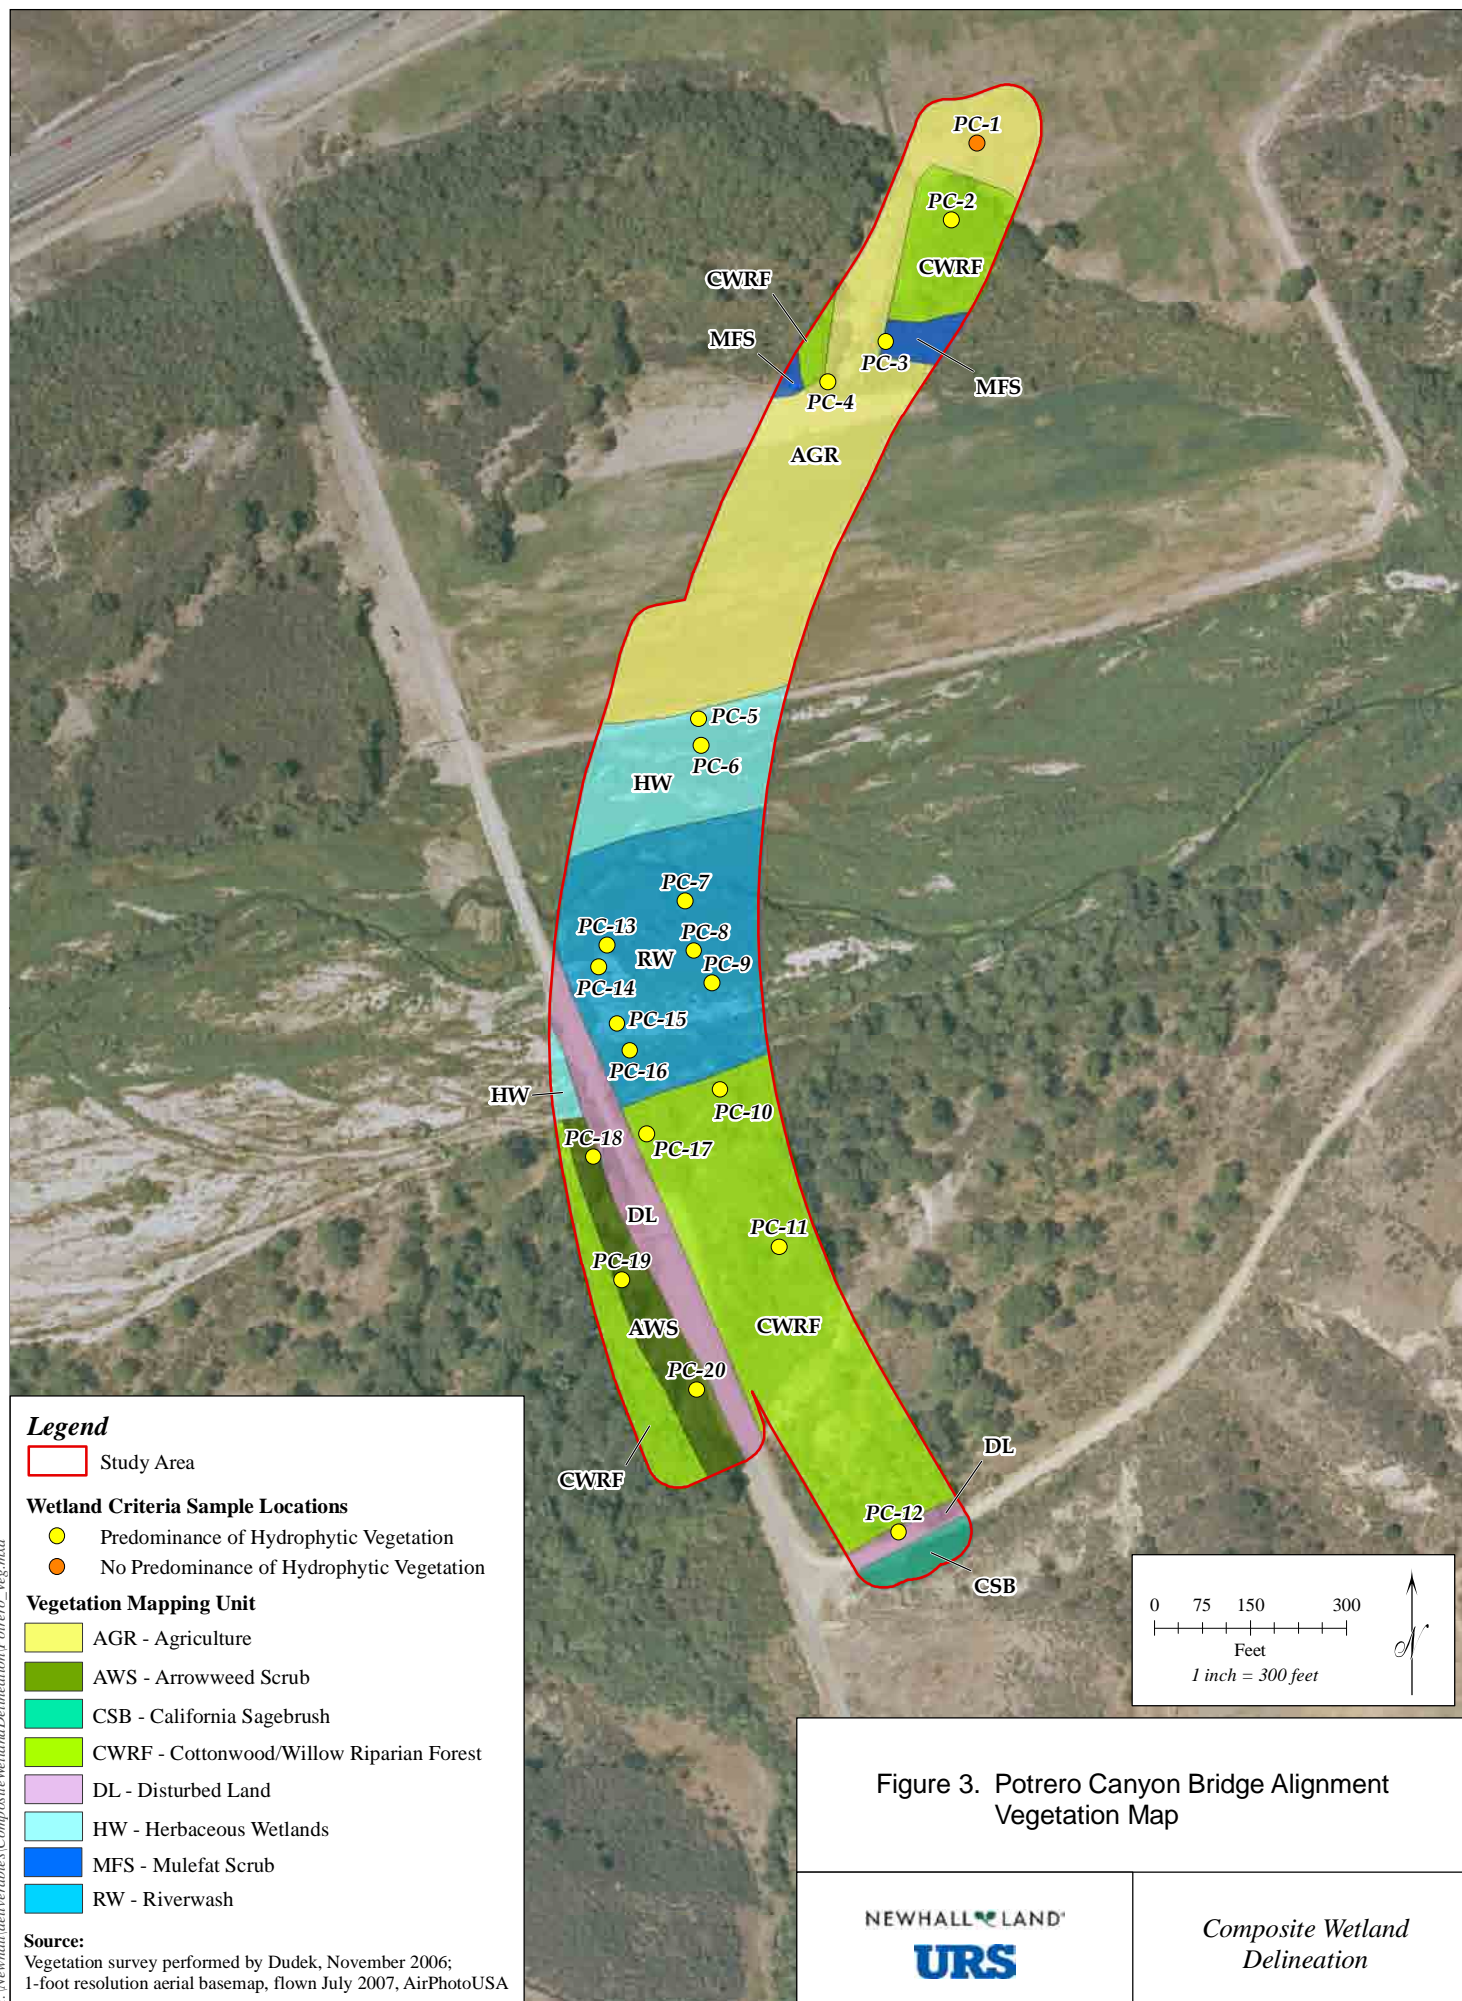 PC-1
PC-2
CWRF
CWRF
MFS
PC-3
MFS
PC-4
AGR
PC-5
PC-6
HW
PC-7
PC-13
PC-8
RW
PC-9
PC-14
PC-15
PC-16
HW
PC-10
PC-18
PC-17
DL
PC-11
PC-19
AWS
CWRF
PC-20
DL
CWRF
PC-12
CSB
Legend
Study Area
Wetland Criteria Sample Locations
Predominance of Hydrophytic Vegetation
No Predominance of Hydrophytic Vegetation
Vegetation Mapping Unit
AGR - Agriculture
AWS - Arrowweed Scrub
CSB - California Sagebrush
CWRF - Cottonwood/Willow Riparian Forest
DL - Disturbed Land
HW - Herbaceous Wetlands
MFS - Mulefat Scrub
RW - Riverwash
Source:
Vegetation survey performed by Dudek, November 2006;
1-foot resolution aerial basemap, flown July 2007, AirPhotoUSA
0 75 150 300
Feet
1 inch = 300 feet
N
Figure 3. Potrero Canyon Bridge Alignment
Vegetation Map
NEWHALL LAND
URS
Composite Wetland
Delineation